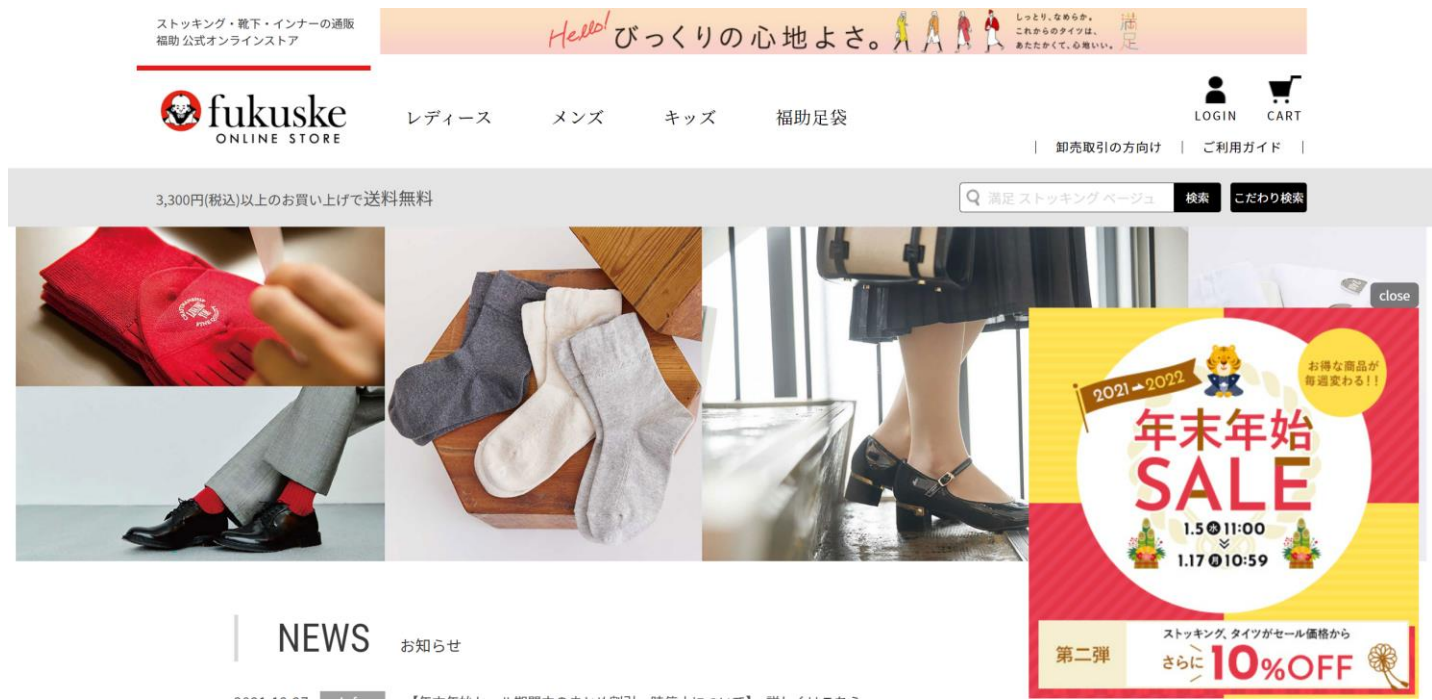 ストッキング・靴下・インナーの通販
福助 公式オンラインストア
Hello! びっくりの心地よさ。
しっとり、なめらか。
これからのタイツは、
あたたかくて、心地いい。
満足
fukuske
ONLINE STORE
レディース メンズ キッズ 福助足袋
LOGIN CART
| 卸売取引の方向け | ご利用ガイド |
3,300円(税込)以上のお買い上げで送料無料
満足 ストッキング ベージュ 検索 こだわり検索
close
2021→2022
お得な商品が
毎週変わる!!
年末年始
SALE
1.5 水 11:00
1.17 月 10:59
第二弾
ストッキング、タイツがセール価格から
さらに10%OFF
NEWS お知らせ